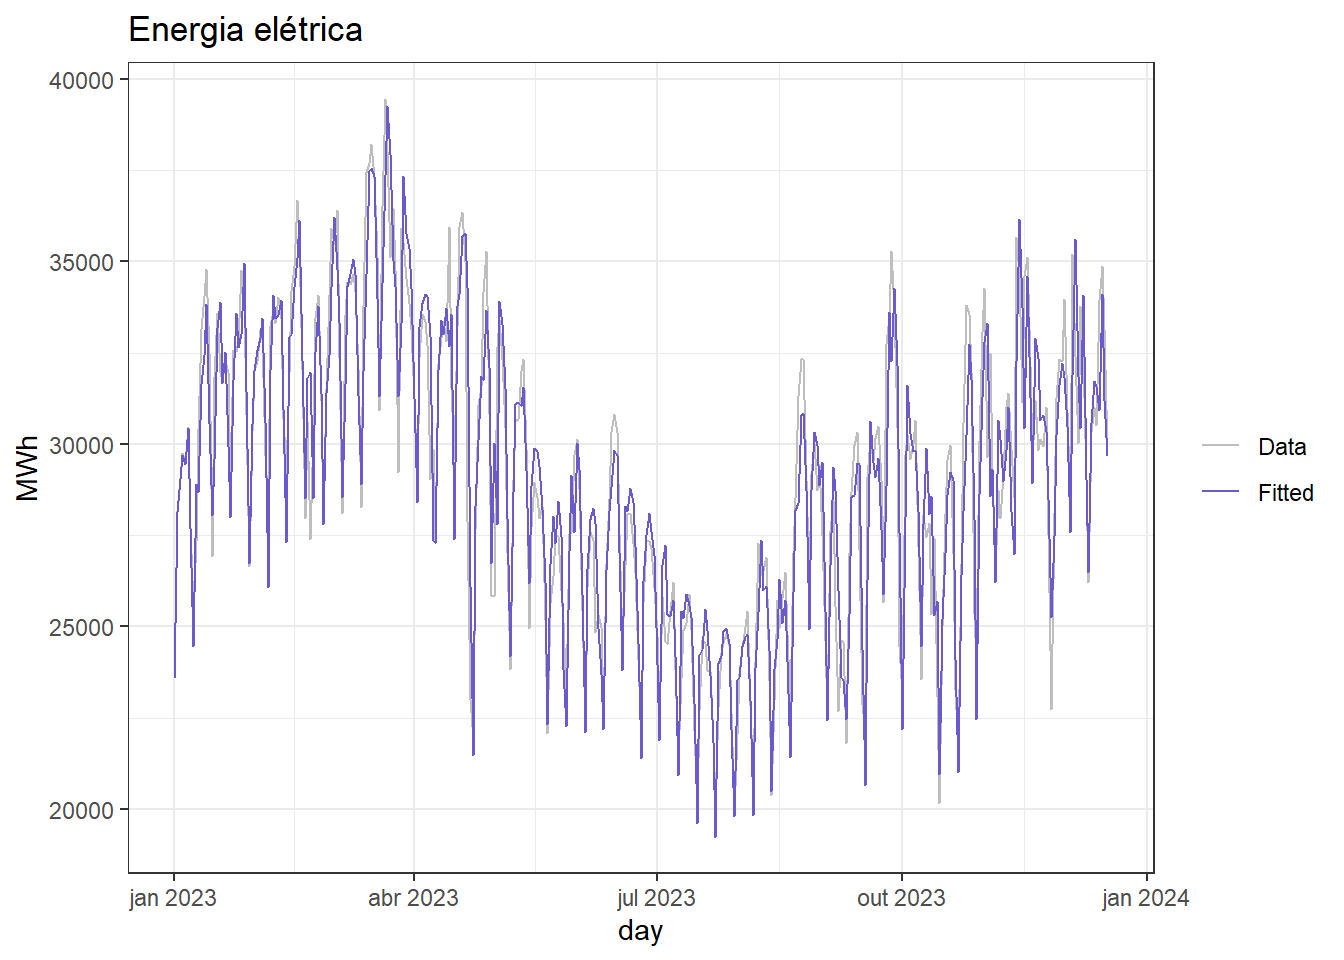 Energia elétrica
40000
35000
30000
25000
20000
MWh
jan 2023
abr 2023
jul 2023
out 2023
jan 2024
day
Data
Fitted